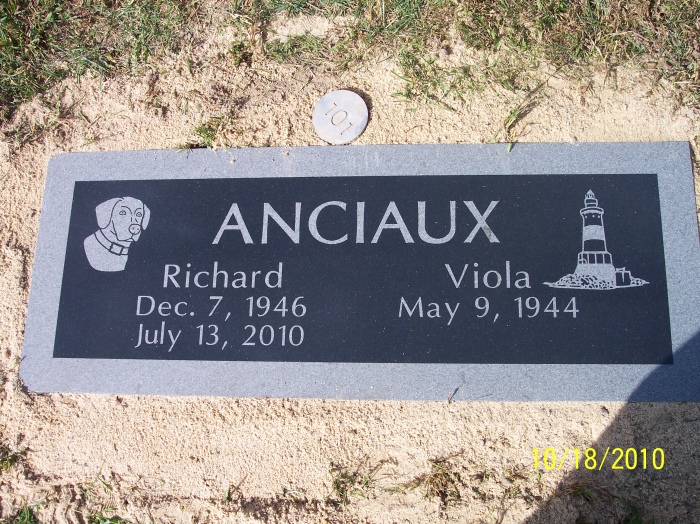 101
ANCIAUX
Richard
Dec. 7, 1946
July 13, 2010
Viola
May 9, 1944
10/18/2010